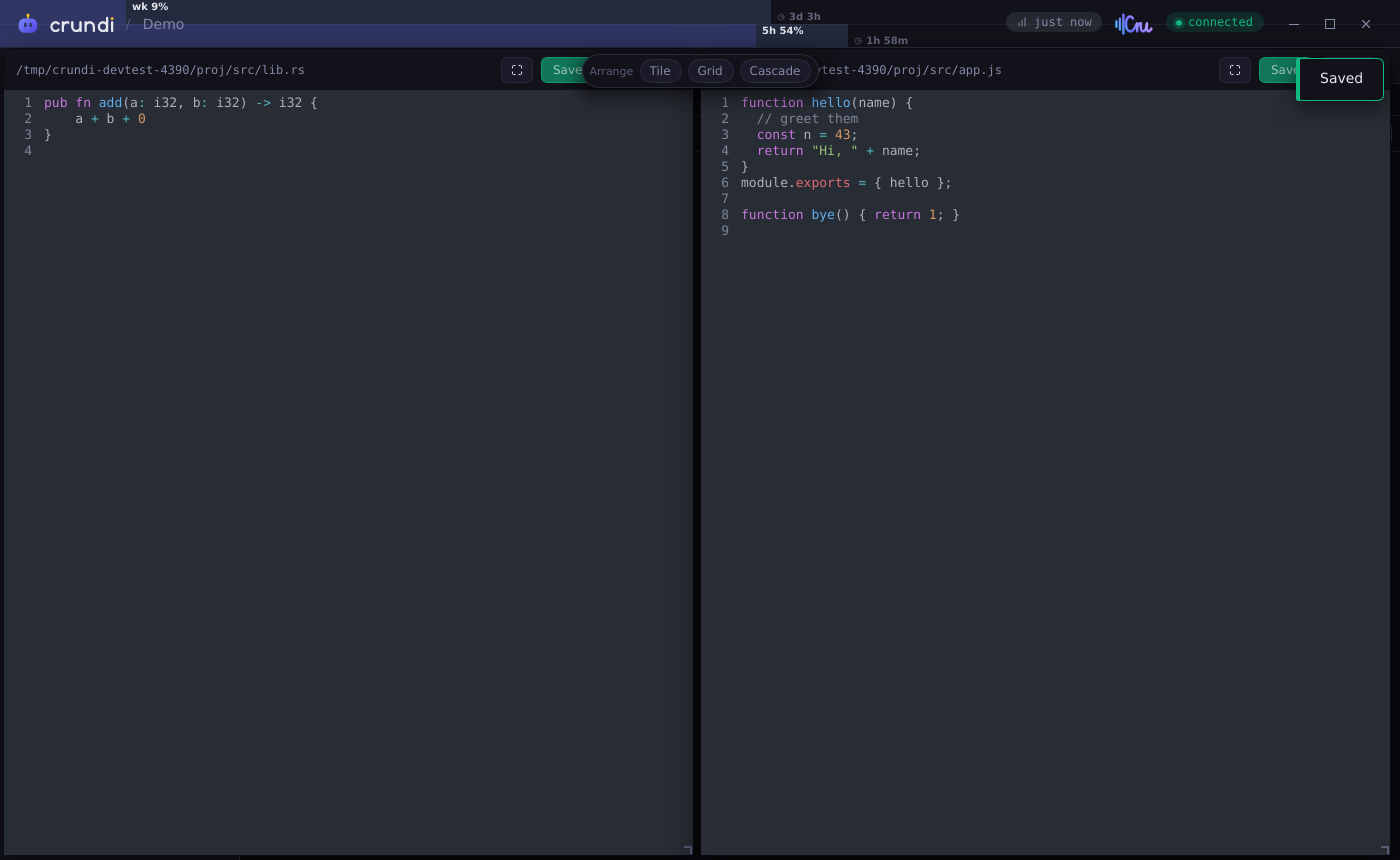 wk 9%
3d 3h
crundi / Demo
5h 54%
1h 58m
just now
Cru
connected
/tmp/crundi-devtest-4390/proj/src/lib.rs
Save
Arrange
Tile
Grid
Cascade
vtest-4390/proj/src/app.js
Save
Saved
1 pub fn add(a: i32, b: i32) -> i32 {
2     a + b + 0
3 }
4
1 function hello(name) {
2   // greet them
3   const n = 43;
4   return "Hi, " + name;
5 }
6 module.exports = { hello };
7
8 function bye() { return 1; }
9